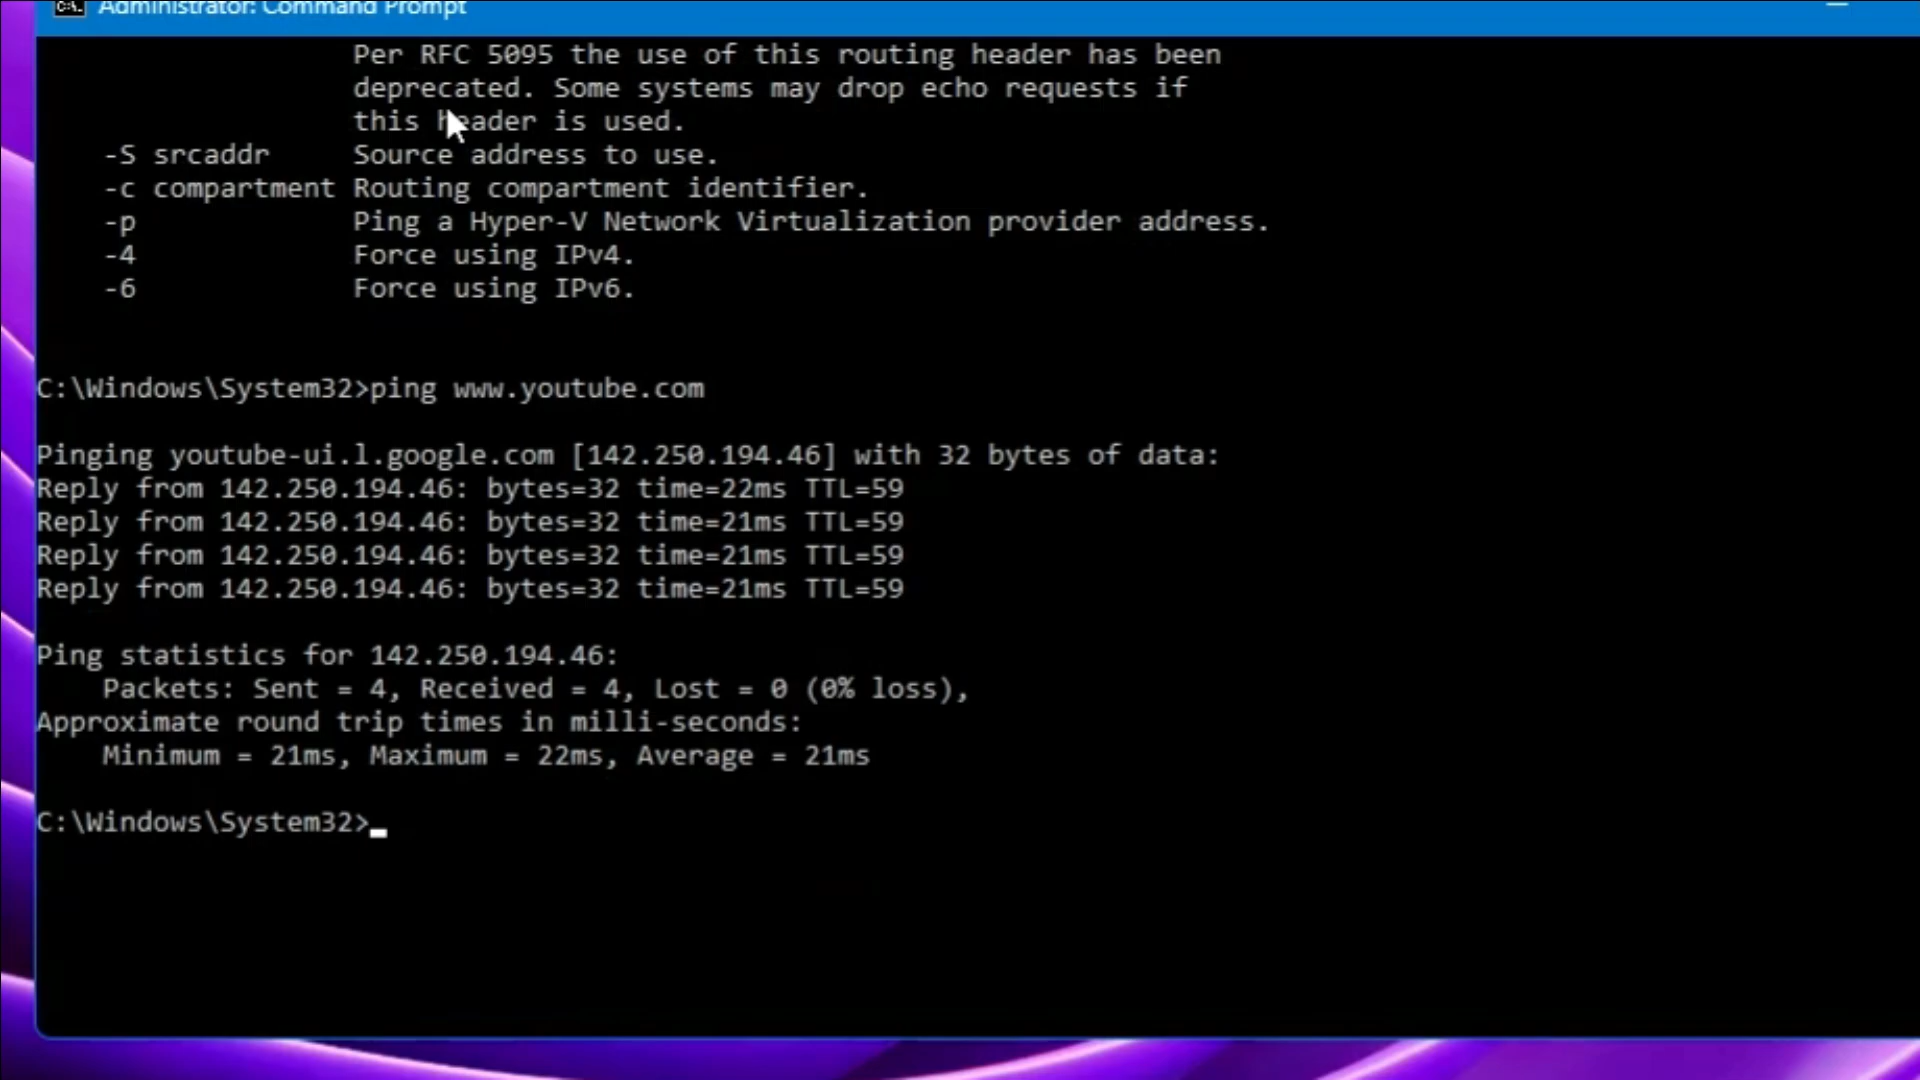 Administrator: Command Prompt
Per RFC 5095 the use of this routing header has been
deprecated. Some systems may drop echo requests if
this header is used.
-S srcaddr Source address to use.
-c compartment Routing compartment identifier.
-p Ping a Hyper-V Network Virtualization provider address.
-4 Force using IPv4.
-6 Force using IPv6.
C:\Windows\System32>ping www.youtube.com
Pinging youtube-ui.l.google.com [142.250.194.46] with 32 bytes of data:
Reply from 142.250.194.46: bytes=32 time=22ms TTL=59
Reply from 142.250.194.46: bytes=32 time=21ms TTL=59
Reply from 142.250.194.46: bytes=32 time=21ms TTL=59
Reply from 142.250.194.46: bytes=32 time=21ms TTL=59
Ping statistics for 142.250.194.46:
Packets: Sent = 4, Received = 4, Lost = 0 (0% loss),
Approximate round trip times in milli-seconds:
Minimum = 21ms, Maximum = 22ms, Average = 21ms
C:\Windows\System32>